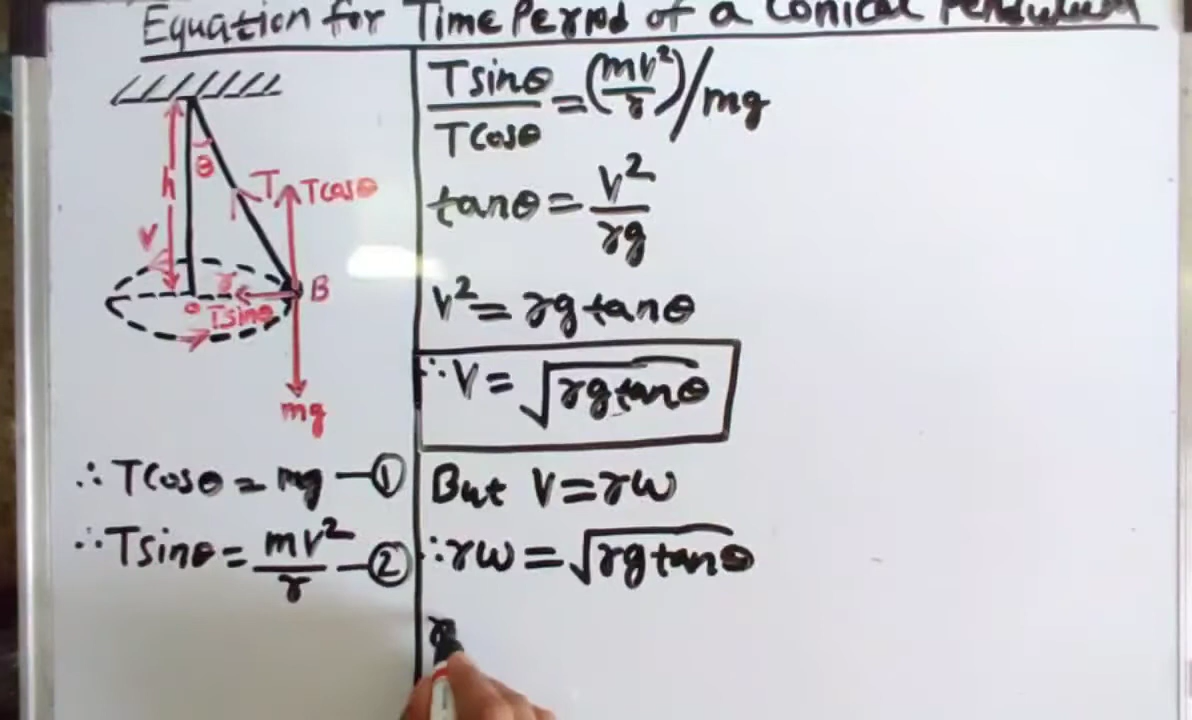 Equation for Time Period of a Conical Pendulum
θ
h
T
Tcosθ
V
r
B
o
Tsinθ
mg
∴ Tcosθ = mg — ①
∴ Tsinθ = mv²/r — ②
Tsinθ/Tcosθ = (mv²/r)/mg
tanθ = V²/rg
V² = rg tanθ
∴ V = √rg tanθ
But V = rω
∴ rω = √rg tanθ